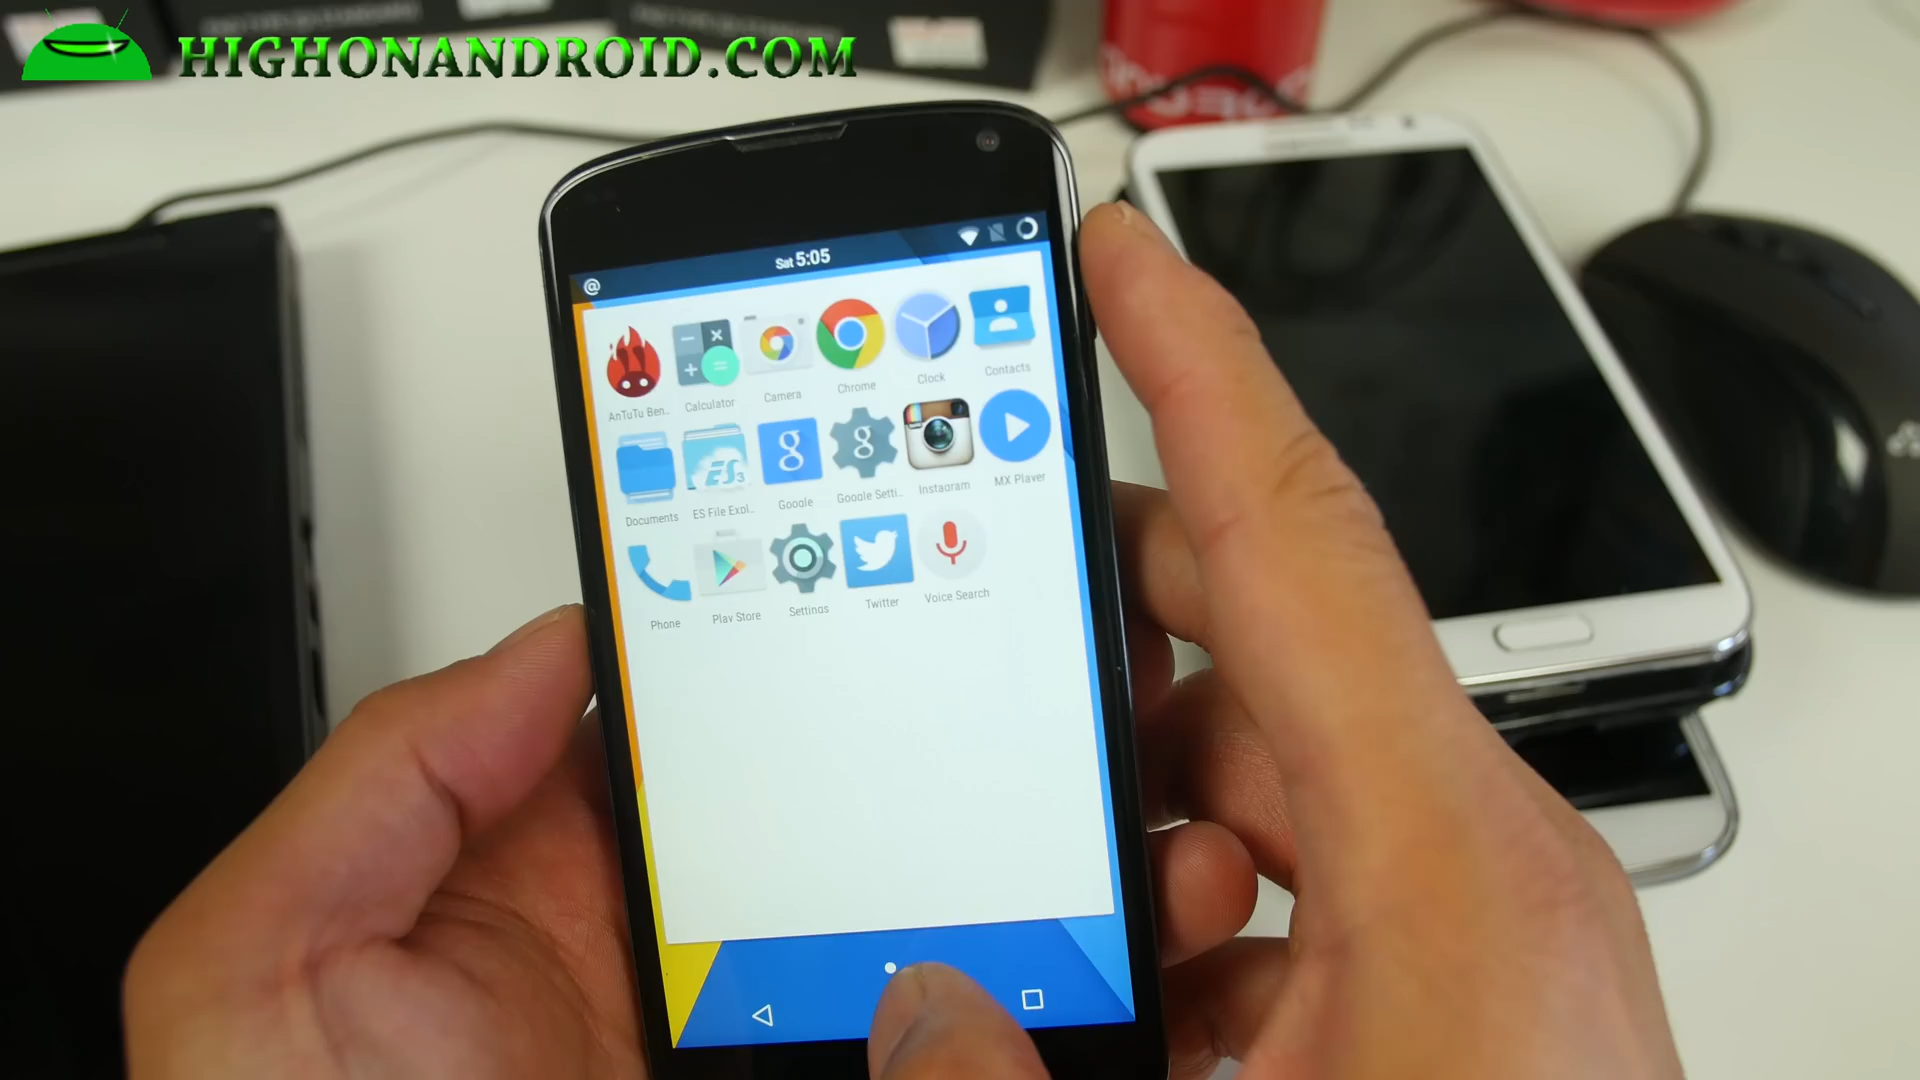 HIGHONANDROID.COM
@
Sat 5:05
AnTuTu Ben..
Calculator
Camera
Chrome
Clock
Contacts
Documents
ES File Expl..
Google
Google Setti..
Instagram
MX Player
Phone
Play Store
Settings
Twitter
Voice Search